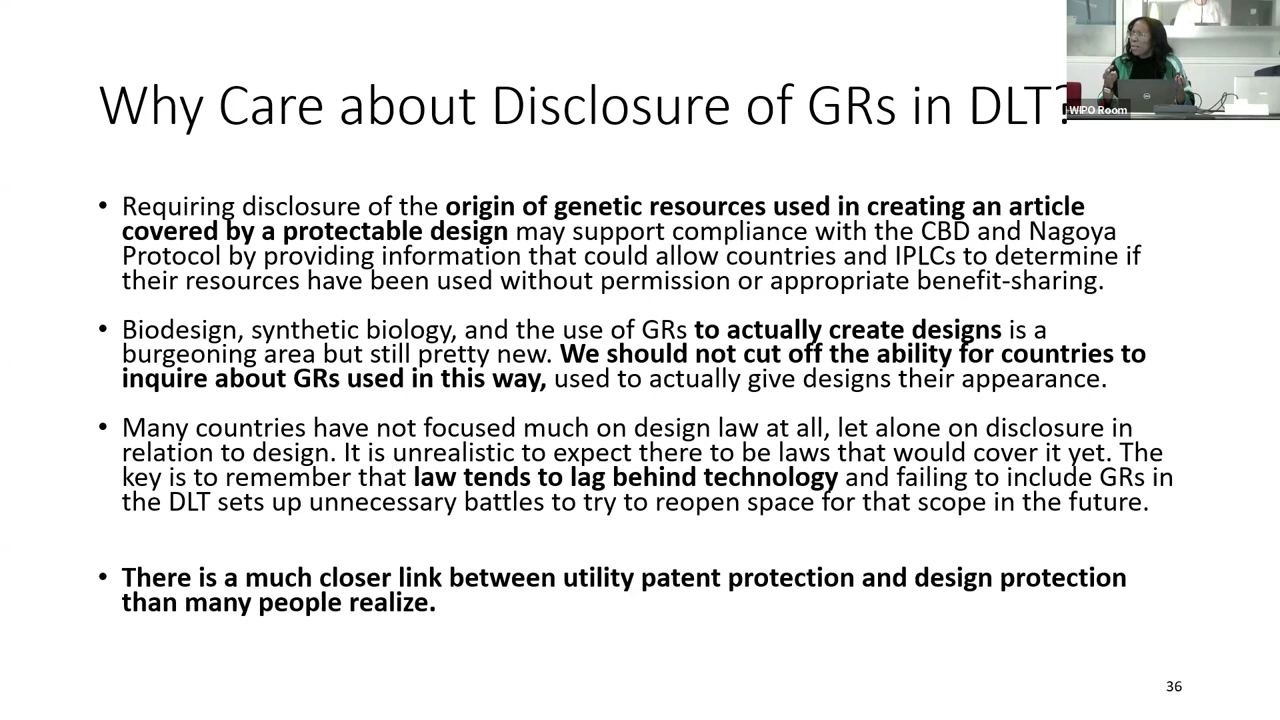 Why Care about Disclosure of GRs in DLT?
WIPO Room
• Requiring disclosure of the origin of genetic resources used in creating an article
covered by a protectable design may support compliance with the CBD and Nagoya
Protocol by providing information that could allow countries and IPLCs to determine if
their resources have been used without permission or appropriate benefit-sharing.
• Biodesign, synthetic biology, and the use of GRs to actually create designs is a
burgeoning area but still pretty new. We should not cut off the ability for countries to
inquire about GRs used in this way, used to actually give designs their appearance.
• Many countries have not focused much on design law at all, let alone on disclosure in
relation to design. It is unrealistic to expect there to be laws that would cover it yet. The
key is to remember that law tends to lag behind technology and failing to include GRs in
the DLT sets up unnecessary battles to try to reopen space for that scope in the future.
• There is a much closer link between utility patent protection and design protection
than many people realize.
36